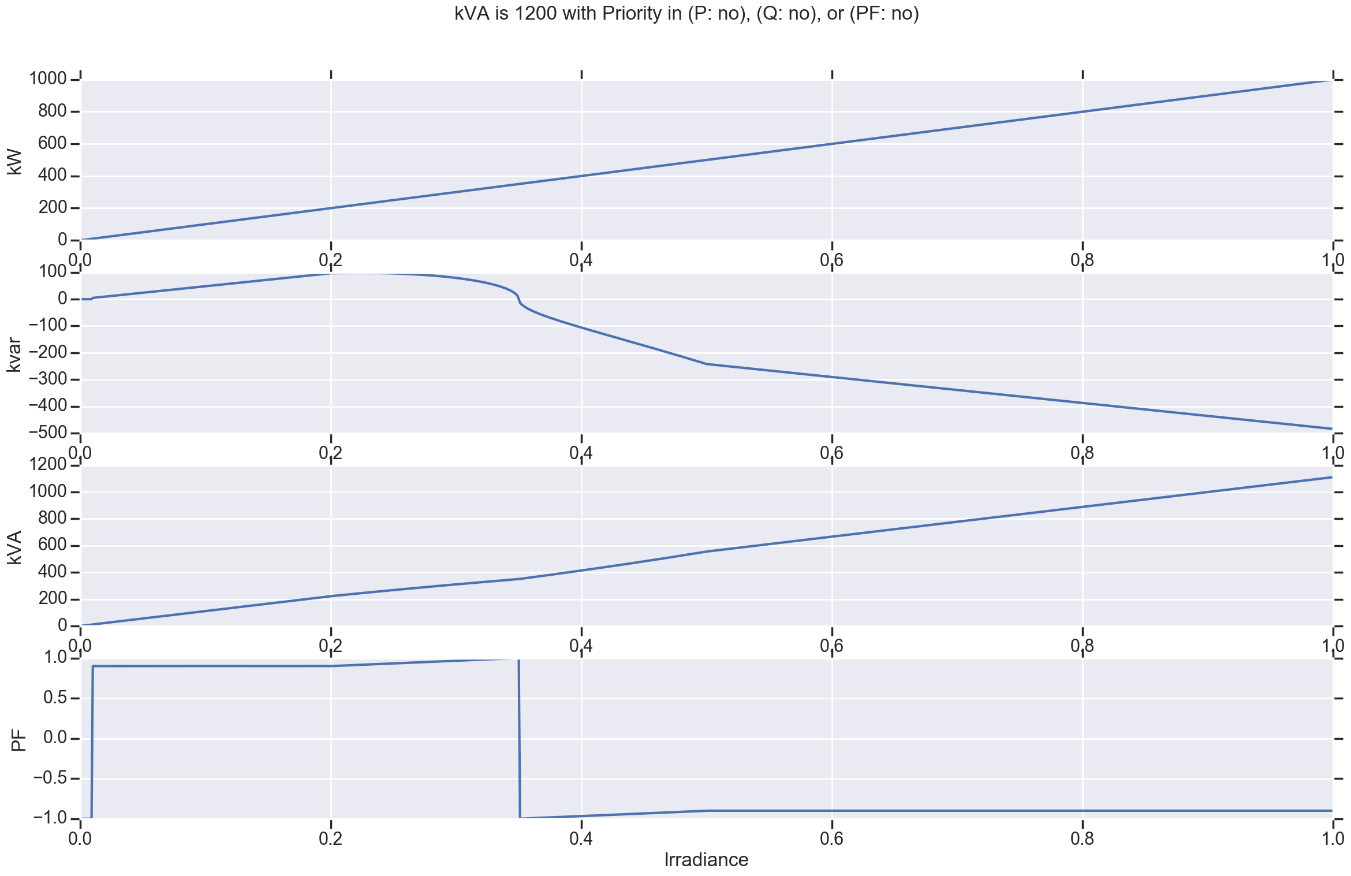 kVA is 1200 with Priority in (P: no), (Q: no), or (PF: no)
1000
800
600
400
200
0
kW
0.0 0.2 0.4 0.6 0.8 1.0
100
0
−100
−200
−300
−400
−500
kvar
0.0 0.2 0.4 0.6 0.8 1.0
1200
1000
800
600
400
200
0
kVA
0.0 0.2 0.4 0.6 0.8 1.0
1.0
0.5
0.0
−0.5
−1.0
PF
0.0 0.2 0.4 0.6 0.8 1.0
Irradiance